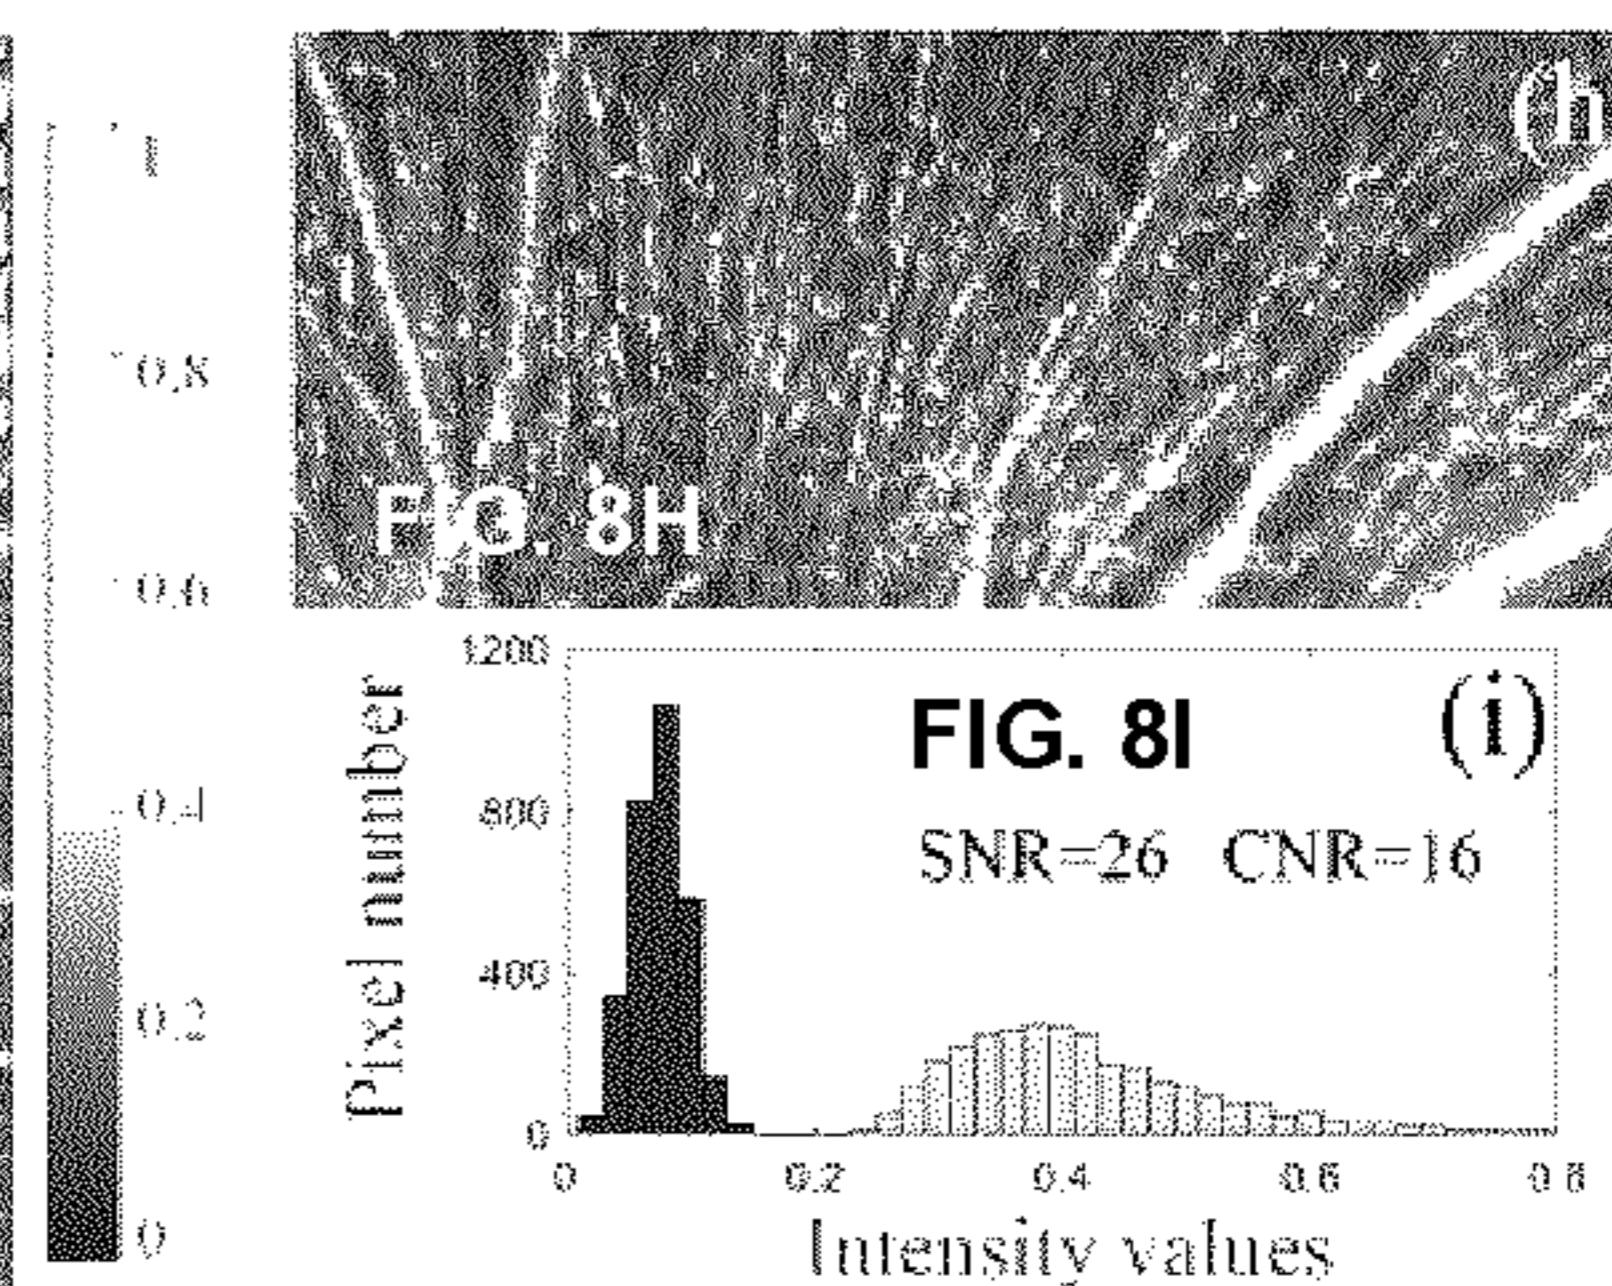 1
0.8
0.6
0.4
0.2
0
(h
FIG. 8H
1200
800
400
0
Pixel number
FIG. 8I
(i)
SNR=26 CNR=16
0 0.2 0.4 0.6 0.8
Intensity values